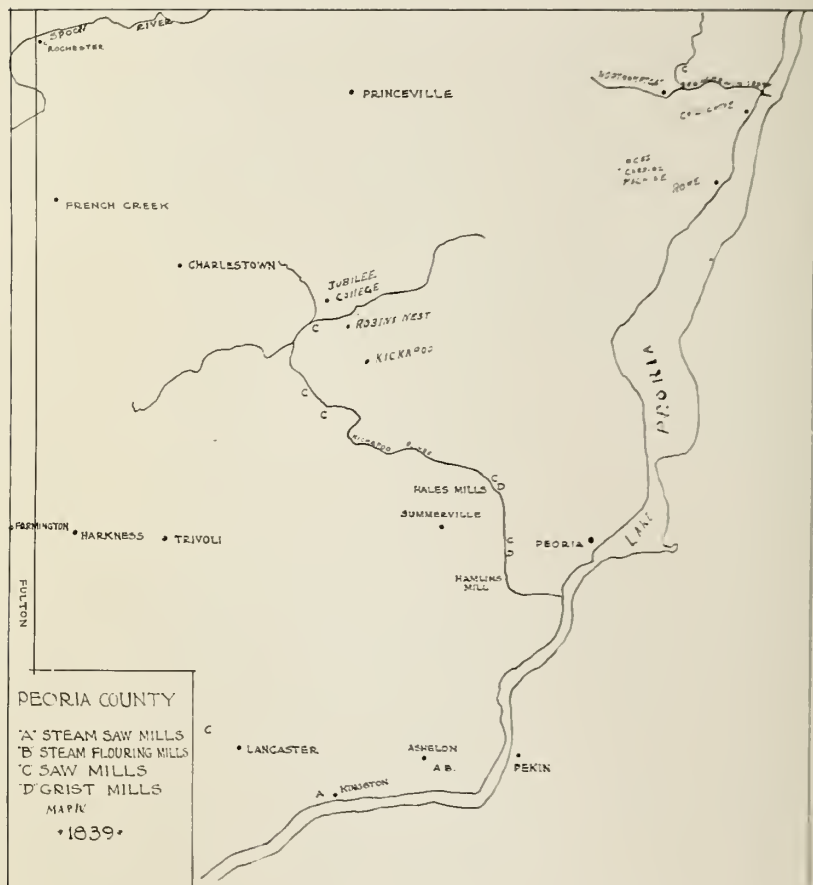 SPOON RIVER
ROCHESTER
PRINCEVILLE
FRENCH CREEK
ROME
CHARLESTOWN
JUBILEE
COLLEGE
ROBINS NEST
KICKAPOO
C
C
C
C
KICKAPOO
PEORIA
LAKE
C
D
HALES MILLS
SUMMERVILLE
FARMINGTON
HARKNESS
TRIVOLI
C
D
PEORIA
HAMLINS
MILL
FULTON
C
LANCASTER
ASHELON
A B.
PEKIN
A KINGSTON
PEORIA COUNTY
"A" STEAM SAW MILLS
"B" STEAM FLOURING MILLS
"C" SAW MILLS
"D" GRIST MILLS
MAP IV
•1839•